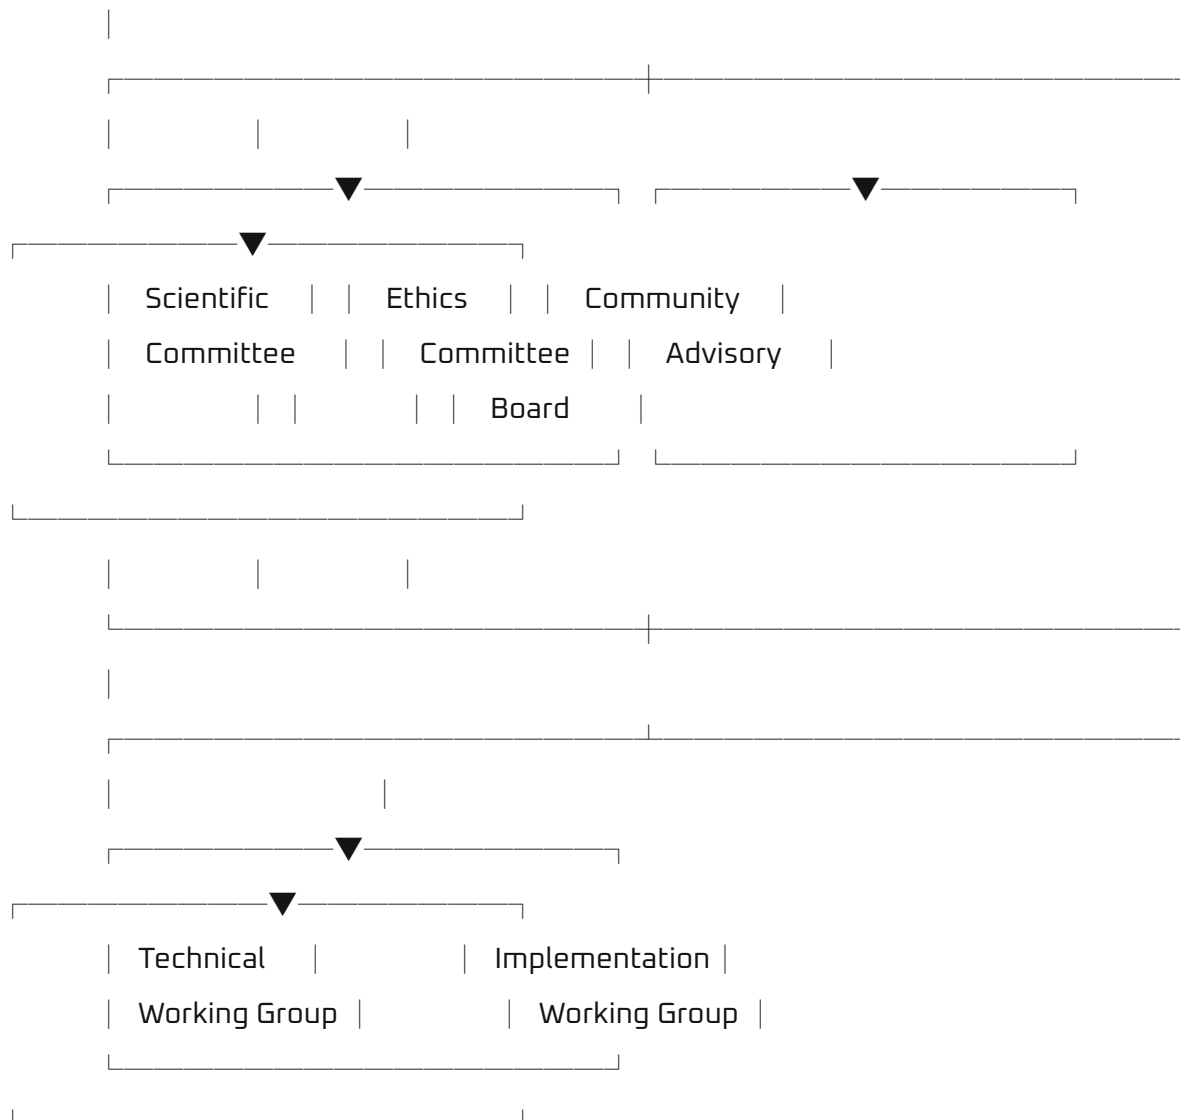 Scientific Ethics Community
Committee Committee Advisory
Board
Technical Implementation
Working Group Working Group